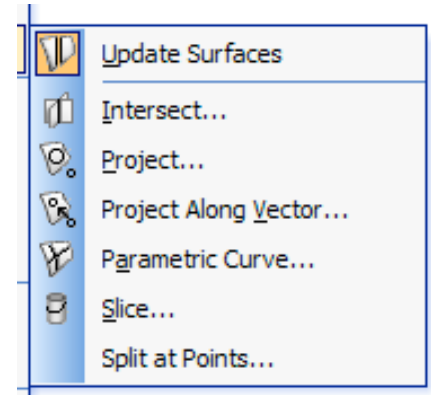 Update Surfaces
Intersect...
Project...
Project Along Vector...
Parametric Curve...
Slice...
Split at Points...